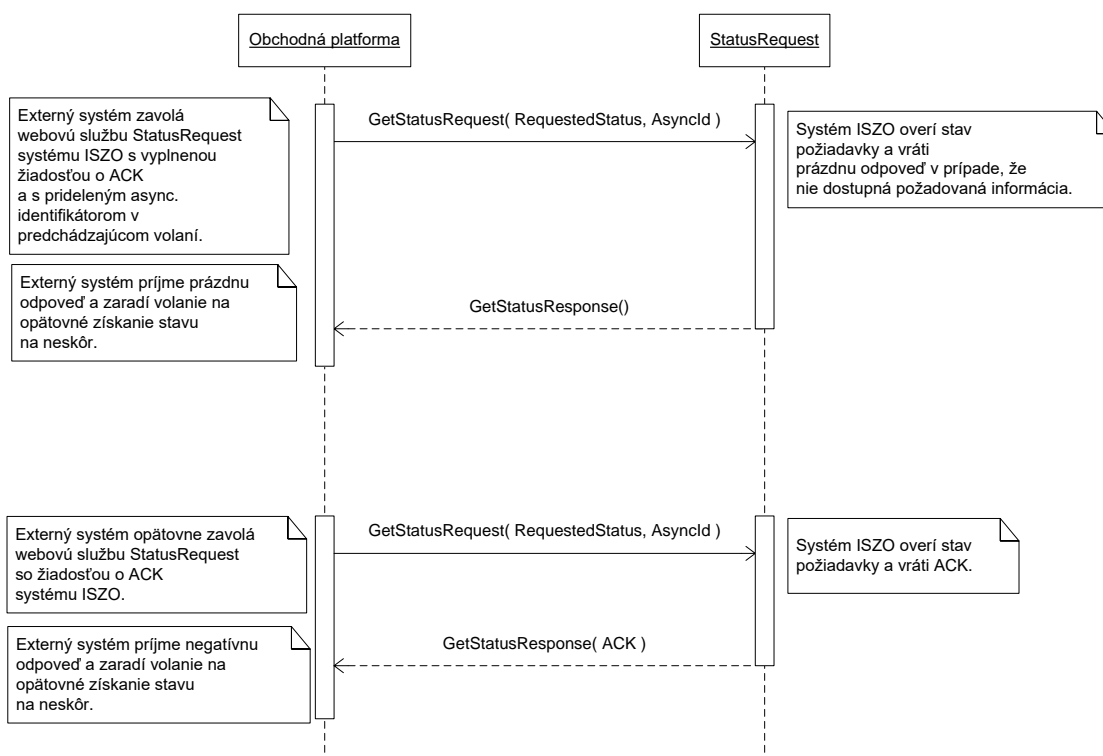 Obchodná platforma
StatusRequest
Externý systém zavolá
webovú službu StatusRequest
systému ISZO s vyplnenou
žiadosťou o ACK
a s prideleným async.
identifikátorom v
predchádzajúcom volaní.
GetStatusRequest( RequestedStatus, AsyncId )
Systém ISZO overí stav
požiadavky a vráti
prázdnu odpoveď v prípade, že
nie dostupná požadovaná informácia.
Externý systém príjme prázdnu
odpoveď a zaradí volanie na
opätovné získanie stavu
na neskôr.
GetStatusResponse()
Externý systém opätovne zavolá
webovú službu StatusRequest
so žiadosťou o ACK
systému ISZO.
GetStatusRequest( RequestedStatus, AsyncId )
Systém ISZO overí stav
požiadavky a vráti ACK.
Externý systém príjme negatívnu
odpoveď a zaradí volanie na
opätovné získanie stavu
na neskôr.
GetStatusResponse( ACK )